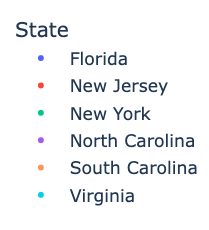 State
Florida
New Jersey
New York
North Carolina
South Carolina
Virginia